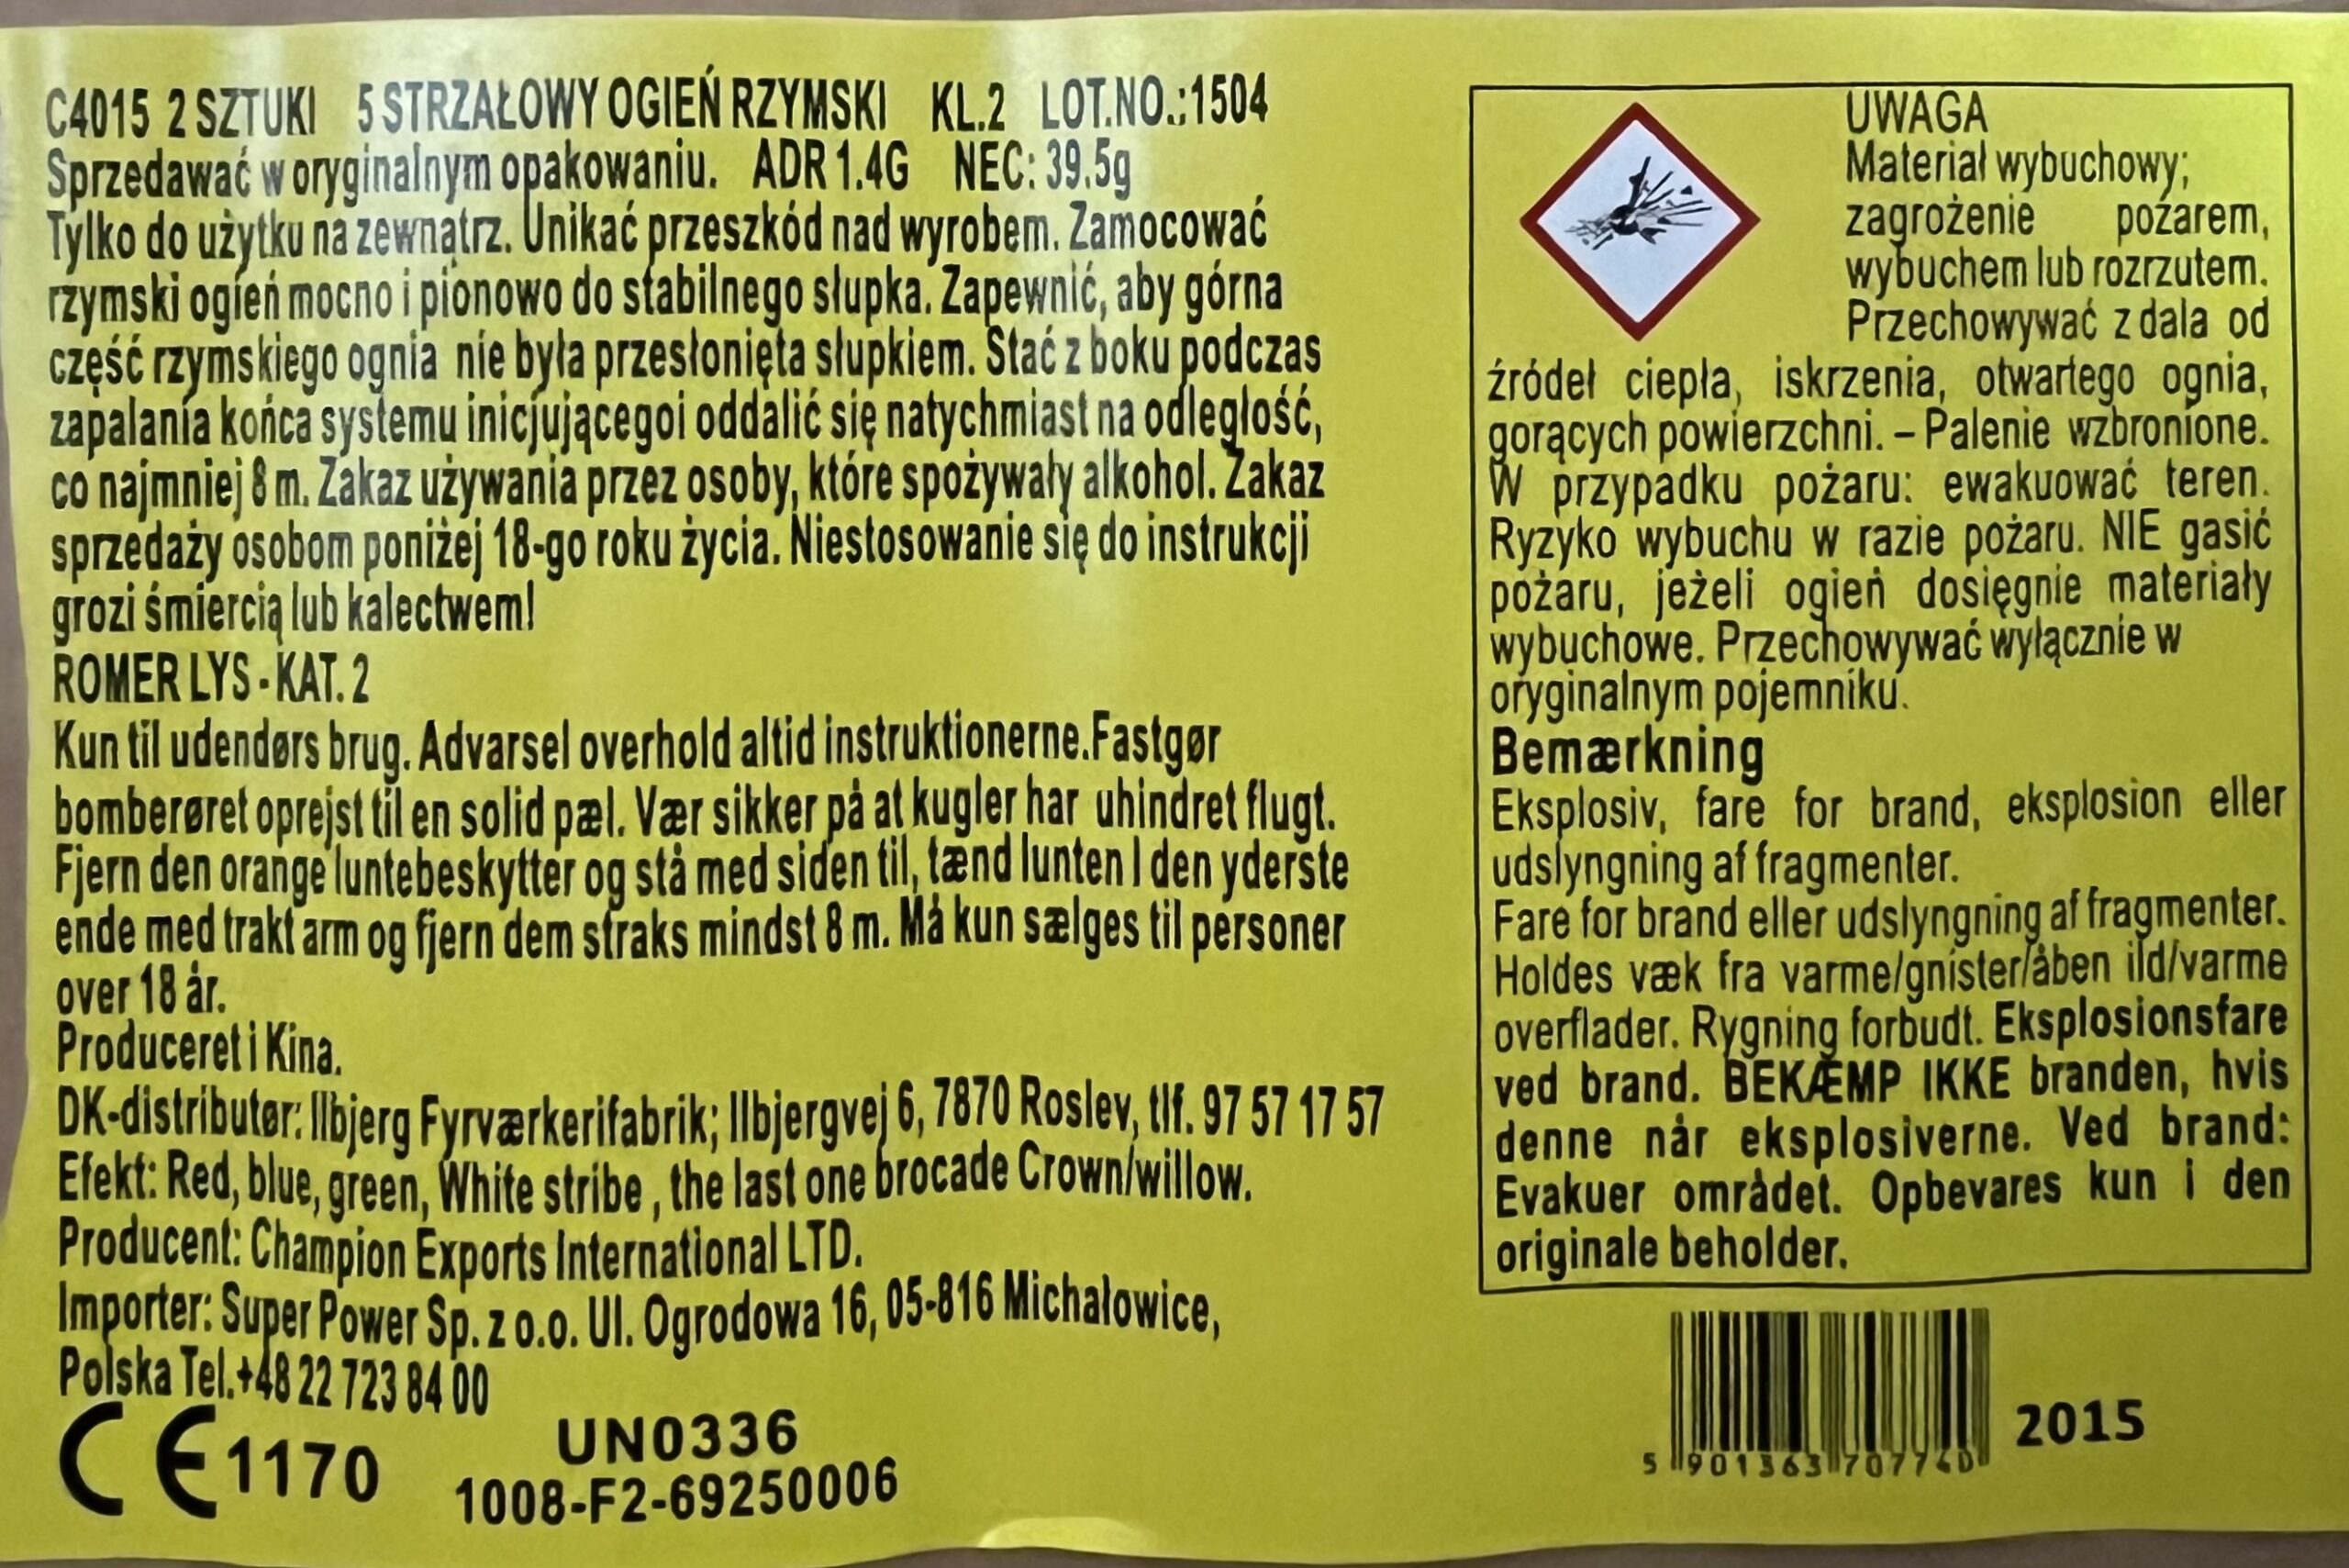 C4015 2 SZTUKI 5 STRZAŁOWY OGIEŃ RZYMSKI KL.2 LOT.NO.:1504
Sprzedawać w oryginalnym opakowaniu. ADR 1.4G NEC: 39.5g
Tylko do użytku na zewnątrz. Unikać przeszkód nad wyrobem. Zamocować
rzymski ogień mocno i pionowo do stabilnego słupka. Zapewnić, aby górna
część rzymskiego ognia nie była przesłonięta słupkiem. Stać z boku podczas
zapalania końca systemu inicjującegoi oddalić się natychmiast na odległość,
co najmniej 8 m. Zakaz używania przez osoby, które spożywały alkohol. Zakaz
sprzedaży osobom poniżej 18-go roku życia. Niestosowanie się do instrukcji
grozi śmiercią lub kalectwem!
ROMER LYS - KAT. 2
Kun til udendørs brug. Advarsel overhold altid instruktionerne.Fastgør
bomberøret oprejst til en solid pæl. Vær sikker på at kugler har uhindret flugt.
Fjern den orange luntebeskytter og stå med siden til, tænd lunten I den yderste
ende med trakt arm og fjern dem straks mindst 8 m. Må kun sælges til personer
over 18 år.
Produceret i Kina.
DK-distributør: Ilbjerg Fyrværkerifabrik; Ilbjergvej 6, 7870 Roslev, tlf. 97 57 17 57
Efekt: Red, blue, green, White stribe , the last one brocade Crown/willow.
Producent: Champion Exports International LTD.
Importer: Super Power Sp. z o.o. Ul. Ogrodowa 16, 05-816 Michałowice,
Polska Tel.+48 22 723 84 00
CE 1170
UN0336
1008-F2-69250006
UWAGA
Materiał wybuchowy;
zagrożenie pożarem,
wybuchem lub rozrzutem.
Przechowywać z dala od
źródeł ciepła, iskrzenia, otwartego ognia,
gorących powierzchni. – Palenie wzbronione.
W przypadku pożaru: ewakuować teren.
Ryzyko wybuchu w razie pożaru. NIE gasić
pożaru, jeżeli ogień dosięgnie materiały
wybuchowe. Przechowywać wyłącznie w
oryginalnym pojemniku.
Bemærkning
Eksplosiv, fare for brand, eksplosion eller
udslyngning af fragmenter.
Fare for brand eller udslyngning af fragmenter.
Holdes væk fra varme/gnister/åben ild/varme
overflader. Rygning forbudt. Eksplosionsfare
ved brand. BEKÆMP IKKE branden, hvis
denne når eksplosiverne. Ved brand:
Evakuer området. Opbevares kun i den
originale beholder.
5 901363 707740
2015